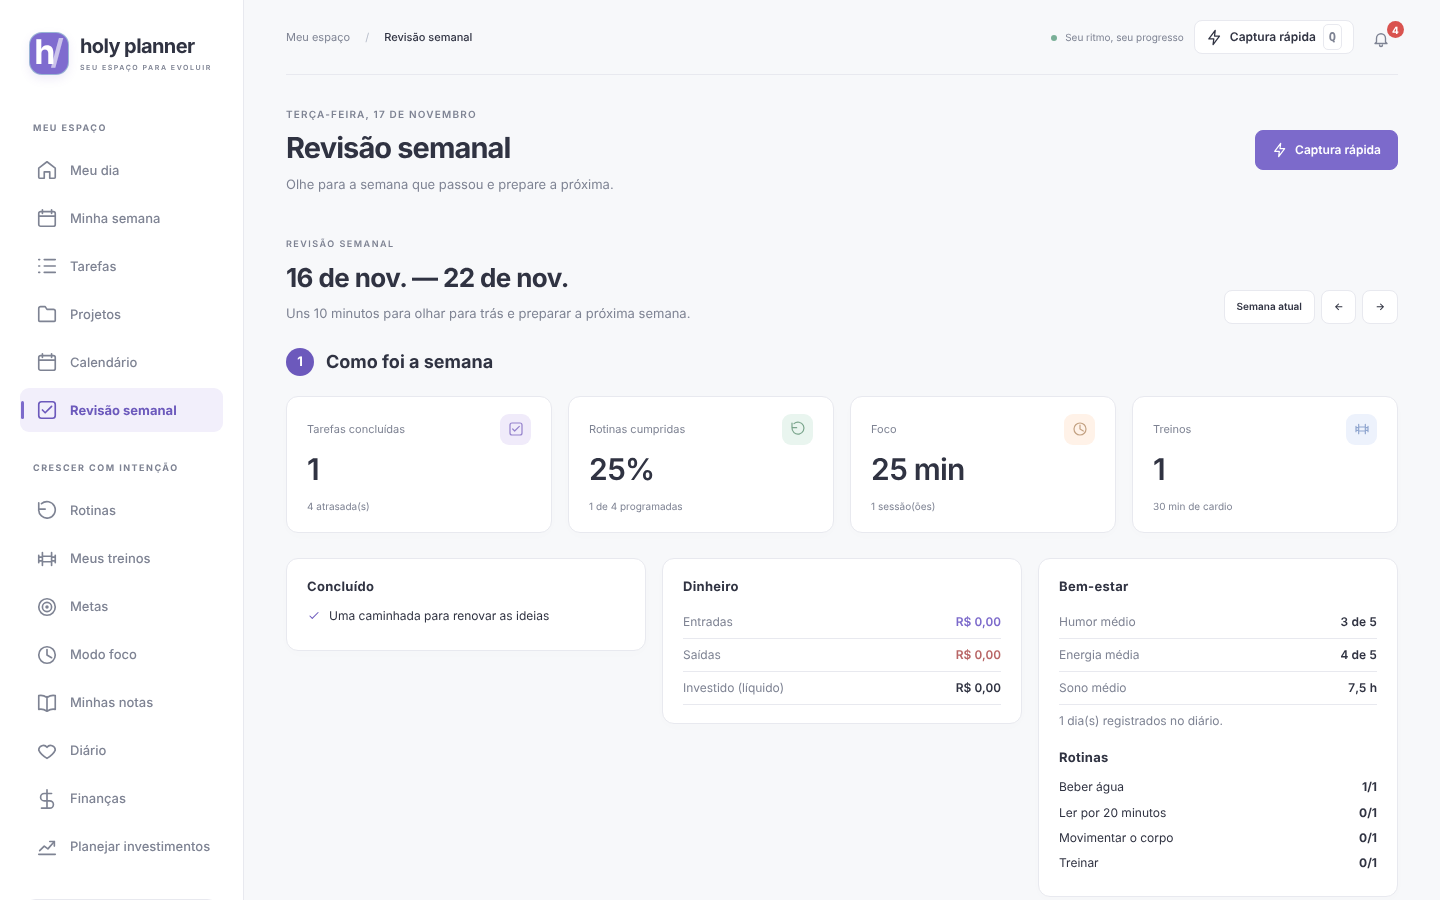 h/ holy planner
SEU ESPAÇO PARA EVOLUIR
MEU ESPAÇO
Meu dia
Minha semana
Tarefas
Projetos
Calendário
Revisão semanal
CRESCER COM INTENÇÃO
Rotinas
Meus treinos
Metas
Modo foco
Minhas notas
Diário
Finanças
Planejar investimentos
Meu espaço / Revisão semanal
Seu ritmo, seu progresso
Captura rápida Q
4
TERÇA-FEIRA, 17 DE NOVEMBRO
Revisão semanal
Olhe para a semana que passou e prepare a próxima.
Captura rápida
REVISÃO SEMANAL
16 de nov. — 22 de nov.
Uns 10 minutos para olhar para trás e preparar a próxima semana.
Semana atual ← →
1 Como foi a semana
Tarefas concluídas
1
4 atrasada(s)
Rotinas cumpridas
25%
1 de 4 programadas
Foco
25 min
1 sessão(ões)
Treinos
1
30 min de cardio
Concluído
Uma caminhada para renovar as ideias
Dinheiro
Entradas R$ 0,00
Saídas R$ 0,00
Investido (líquido) R$ 0,00
Bem-estar
Humor médio 3 de 5
Energia média 4 de 5
Sono médio 7,5 h
1 dia(s) registrados no diário.
Rotinas
Beber água 1/1
Ler por 20 minutos 0/1
Movimentar o corpo 0/1
Treinar 0/1